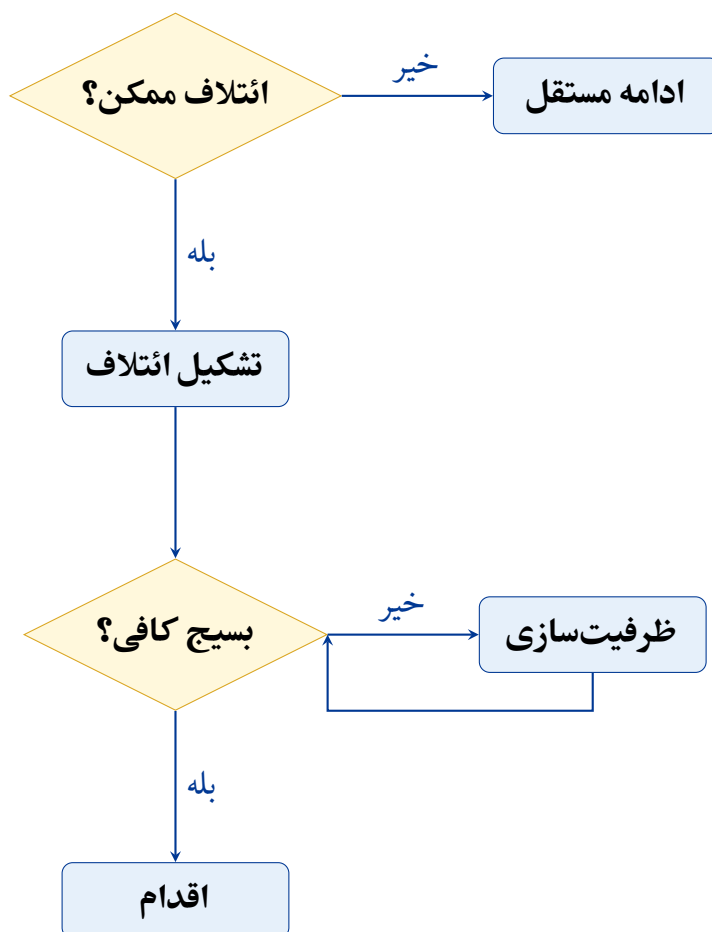 ائتلاف ممکن؟
خیر
ادامه مستقل
بله
تشکیل ائتلاف
بسیج کافی؟
خیر
ظرفیت‌سازی
بله
اقدام